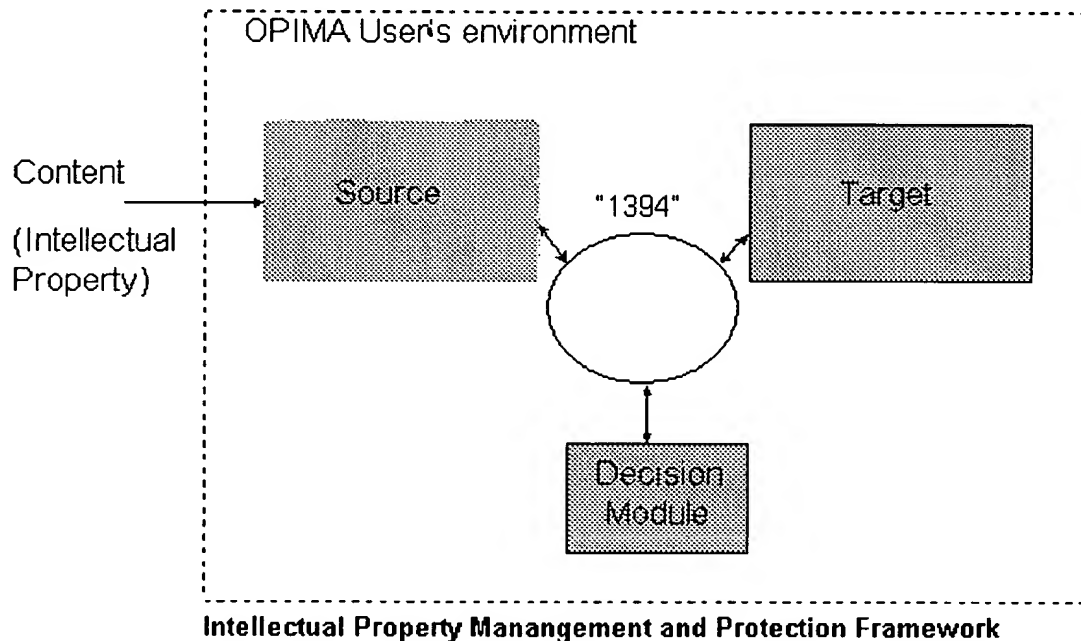 OPIMA User's environment
Content
(Intellectual
Property)
Source
"1394"
Target
Decision
Module
Intellectual Property Manangement and Protection Framework